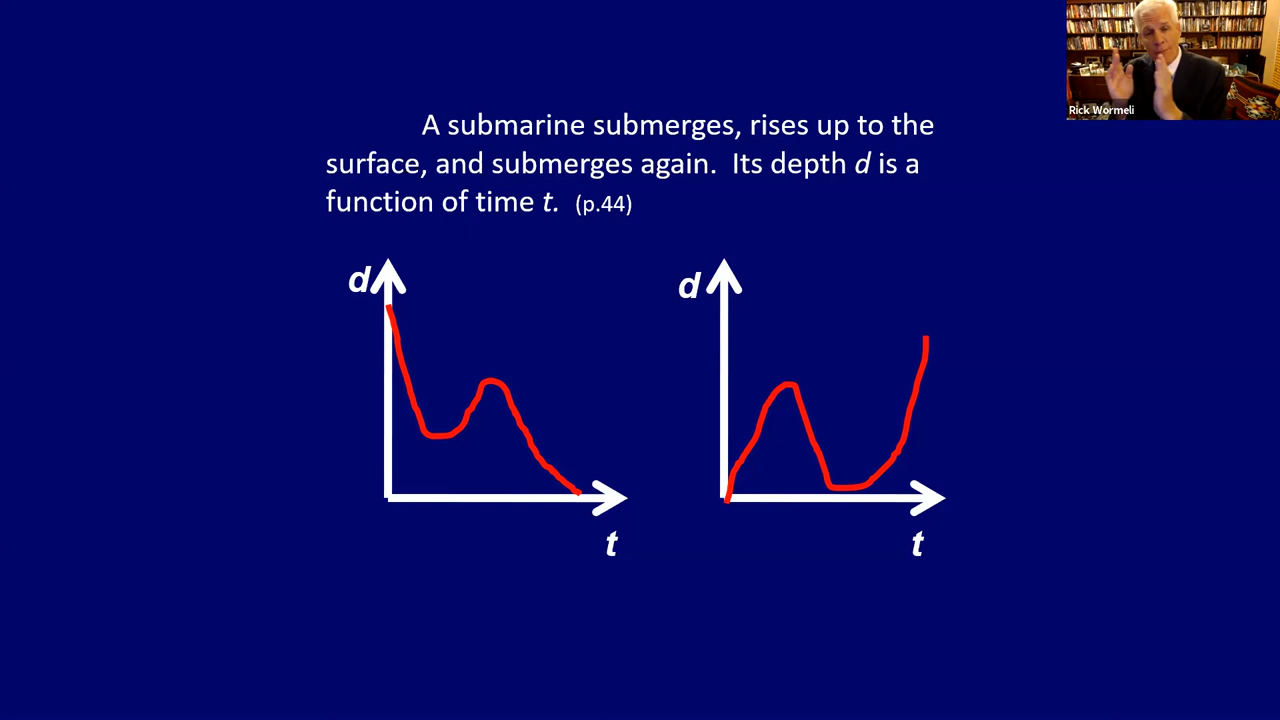 Rick Wormeli
A submarine submerges, rises up to the
surface, and submerges again.  Its depth d is a
function of time t.  (p.44)
d
d
t
t